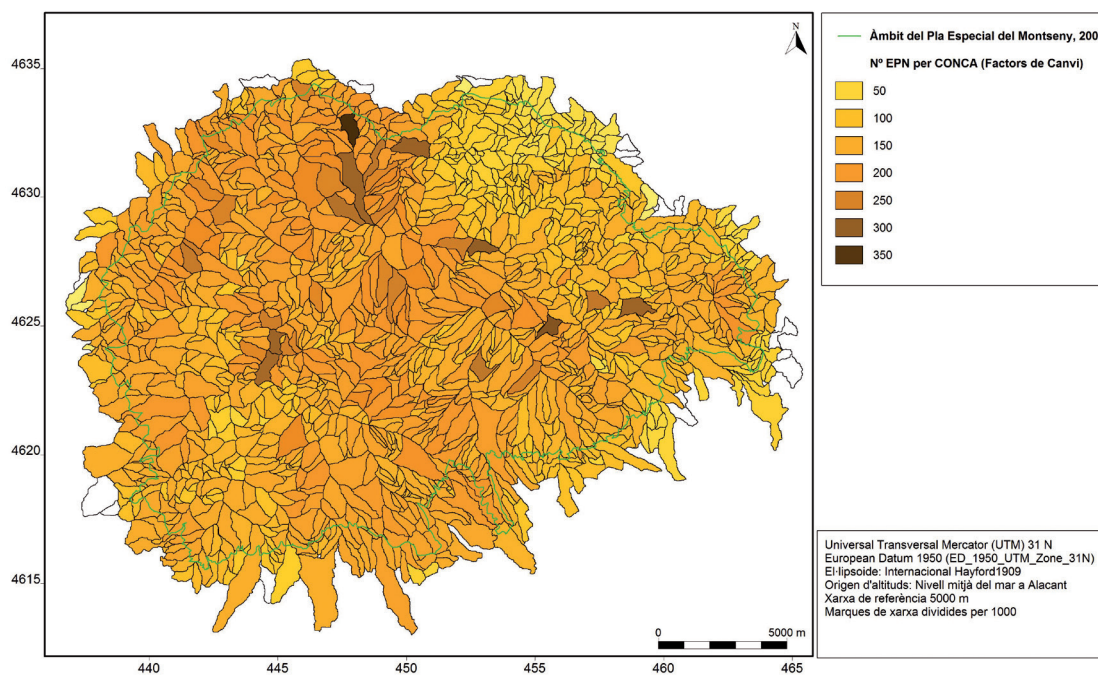 N
4635
4630
4625
4620
4615
440
445
450
455
460
465
0
5000 m
Àmbit del Pla Especial del Montseny, 200
Nº EPN per CONCA (Factors de Canvi)
50
100
150
200
250
300
350
Universal Transversal Mercator (UTM) 31 N
European Datum 1950 (ED_1950_UTM_Zone_31N)
El·lipsoide: Internacional Hayford1909
Origen d'altituds: Nivell mitjà del mar a Alacant
Xarxa de referència 5000 m
Marques de xarxa dividides per 1000